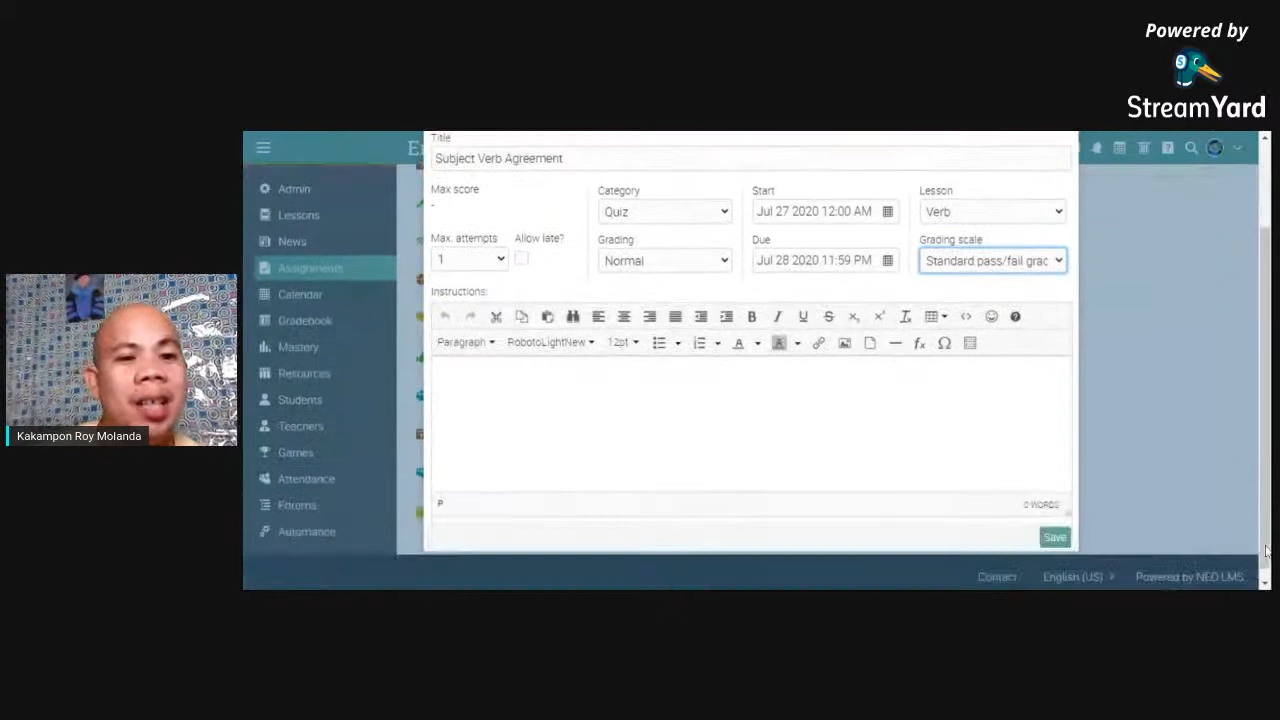 Powered by
StreamYard
Title
Subject Verb Agreement
Max score
-
Category
Quiz
Start
Jul 27 2020 12:00 AM
Lesson
Verb
Max. attempts
1
Allow late?
Grading
Normal
Due
Jul 28 2020 11:59 PM
Grading scale
Standard pass/fail grac
Instructions:
Paragraph
RobotoLightNew
12pt
P
0 WORDS
Save
Admin
Lessons
News
Assignments
Calendar
Gradebook
Mastery
Resources
Students
Teachers
Games
Attendance
Forums
Contact
English (US)
Powered by NEO LMS
Kakampon Roy Molanda